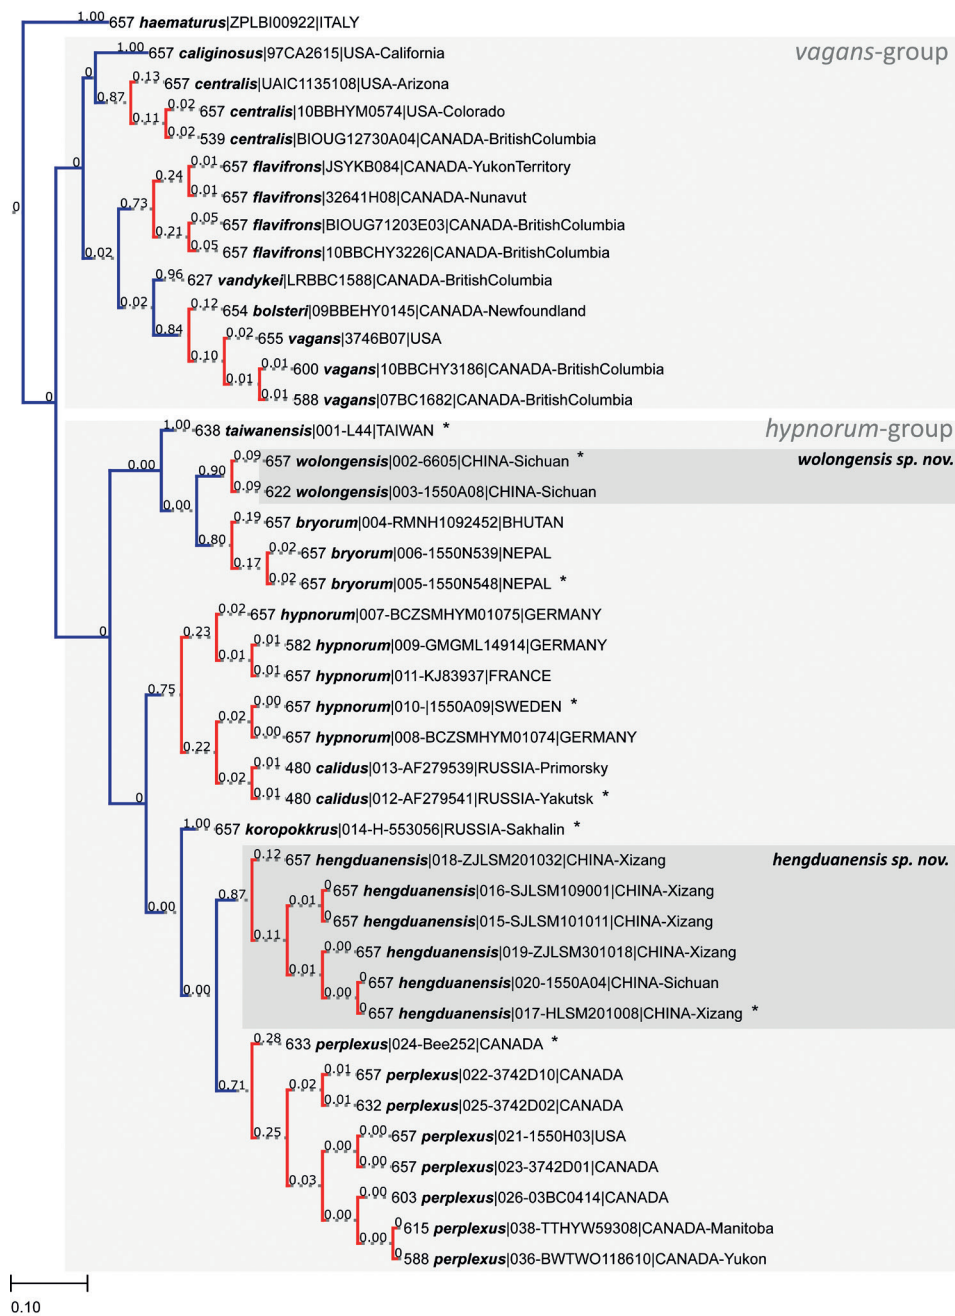 1.00 657 haematurus|ZPLBI00922|ITALY
vagans-group
1.00 657 caliginosus|97CA2615|USA-California
0
0.13 657 centralis|UAIC1135108|USA-Arizona
0.87
0.02 657 centralis|10BBHYM0574|USA-Colorado
0.11
0.02 539 centralis|BIOUG12730A04|CANADA-BritishColumbia
0
0.01 657 flavifrons|JSYKB084|CANADA-YukonTerritory
0.24
0.01 657 flavifrons|32641H08|CANADA-Nunavut
0.73
0
0.05 657 flavifrons|BIOUG71203E03|CANADA-BritishColumbia
0.21
0.05 657 flavifrons|10BBCHY3226|CANADA-BritishColumbia
0.02
0.96 627 vandykei|LRBBC1588|CANADA-BritishColumbia
0.02
0.12 654 bolsteri|09BBEHY0145|CANADA-Newfoundland
0.84
0.02 655 vagans|3746B07|USA
0.10
0.01 600 vagans|10BBCHY3186|CANADA-BritishColumbia
0.01
0.01 588 vagans|07BC1682|CANADA-BritishColumbia
0
hypnorum-group
1.00 638 taiwanensis|001-L44|TAIWAN *
0.00
0.09 657 wolongensis|002-6605|CHINA-Sichuan *
wolongensis sp. nov.
0.90
0.09 622 wolongensis|003-1550A08|CHINA-Sichuan
0.00
0.19 657 bryorum|004-RMNH1092452|BHUTAN
0.80
0.02 657 bryorum|006-1550N539|NEPAL
0.17
0.02 657 bryorum|005-1550N548|NEPAL *
0.02 657 hypnorum|007-BCZSMHYM01075|GERMANY
0
0.23
0.01 582 hypnorum|009-GMGML14914|GERMANY
0.01
0.01 657 hypnorum|011-KJ83937|FRANCE
0.75
0.00 657 hypnorum|010-|1550A09|SWEDEN *
0.02
0.00 657 hypnorum|008-BCZSMHYM01074|GERMANY
0.22
0.01 480 calidus|013-AF279539|RUSSIA-Primorsky
0.02
0.01 480 calidus|012-AF279541|RUSSIA-Yakutsk *
0
1.00 657 koropokkrus|014-H-553056|RUSSIA-Sakhalin *
0.12 657 hengduanensis|018-ZJLSM201032|CHINA-Xizang
hengduanensis sp. nov.
0 657 hengduanensis|016-SJLSM109001|CHINA-Xizang
0.87
0.01
0 657 hengduanensis|015-SJLSM101011|CHINA-Xizang
0.00
0.11
0.00 657 hengduanensis|019-ZJLSM301018|CHINA-Xizang
0.01
0 657 hengduanensis|020-1550A04|CHINA-Sichuan
0.00
0.00
0 657 hengduanensis|017-HLSM201008|CHINA-Xizang *
0.28 633 perplexus|024-Bee252|CANADA *
0.01 657 perplexus|022-3742D10|CANADA
0.71
0.02
0.01 632 perplexus|025-3742D02|CANADA
0.25
0.00 657 perplexus|021-1550H03|USA
0.00
0.00 657 perplexus|023-3742D01|CANADA
0.03
0.00 603 perplexus|026-03BC0414|CANADA
0.00
0 615 perplexus|038-TTHYW59308|CANADA-Manitoba
0.00
0 588 perplexus|036-BWTWO118610|CANADA-Yukon
0.10